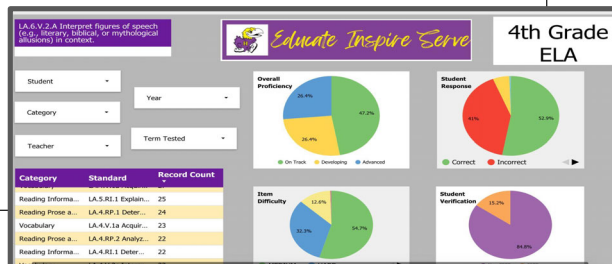 LA.6.V.2.A Interpret figures of speech
(e.g., literary, biblical, or mythological
allusions) in context.
Educate Inspire Serve
4th Grade
ELA
Student
Category
Teacher
Year
Term Tested
Overall
Proficiency
26.4%
47.2%
26.4%
On Track Developing Advanced
Student
Response
41%
52.9%
Correct Incorrect
Category Standard Record Count
Reading Informa... LA.5.RI.1 Explain... 25
Reading Prose a... LA.4.RP.1 Deter... 24
Vocabulary LA.4.V.1a Acquir... 23
Reading Prose a... LA.4.RP.2 Analyz... 22
Reading Informa... LA.4.RI.1 Deter... 22
Item
Difficulty
12.6%
32.3%
54.7%
Student
Verification
15.2%
84.8%